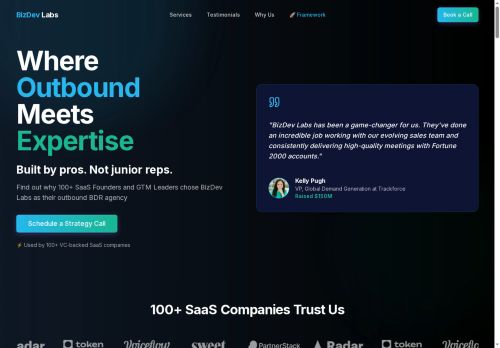 BizDev Labs
Services
Testimonials
Why Us
🚀 Framework
Book a Call
Where
Outbound
Meets
Expertise
Built by pros. Not junior reps.
Find out why 100+ SaaS Founders and GTM Leaders chose BizDev
Labs as their outbound BDR agency
Schedule a Strategy Call
⚡ Used by 100+ VC-backed SaaS companies
"BizDev Labs has been a game-changer for us. They've done
an incredible job working with our evolving sales team and
consistently delivering high-quality meetings with Fortune
2000 accounts."
Kelly Pugh
VP, Global Demand Generation at Trackforce
Raised $150M
100+ SaaS Companies Trust Us
adar
token
Voiceflow
sweet
PartnerStack
Radar
token
Voiceflo